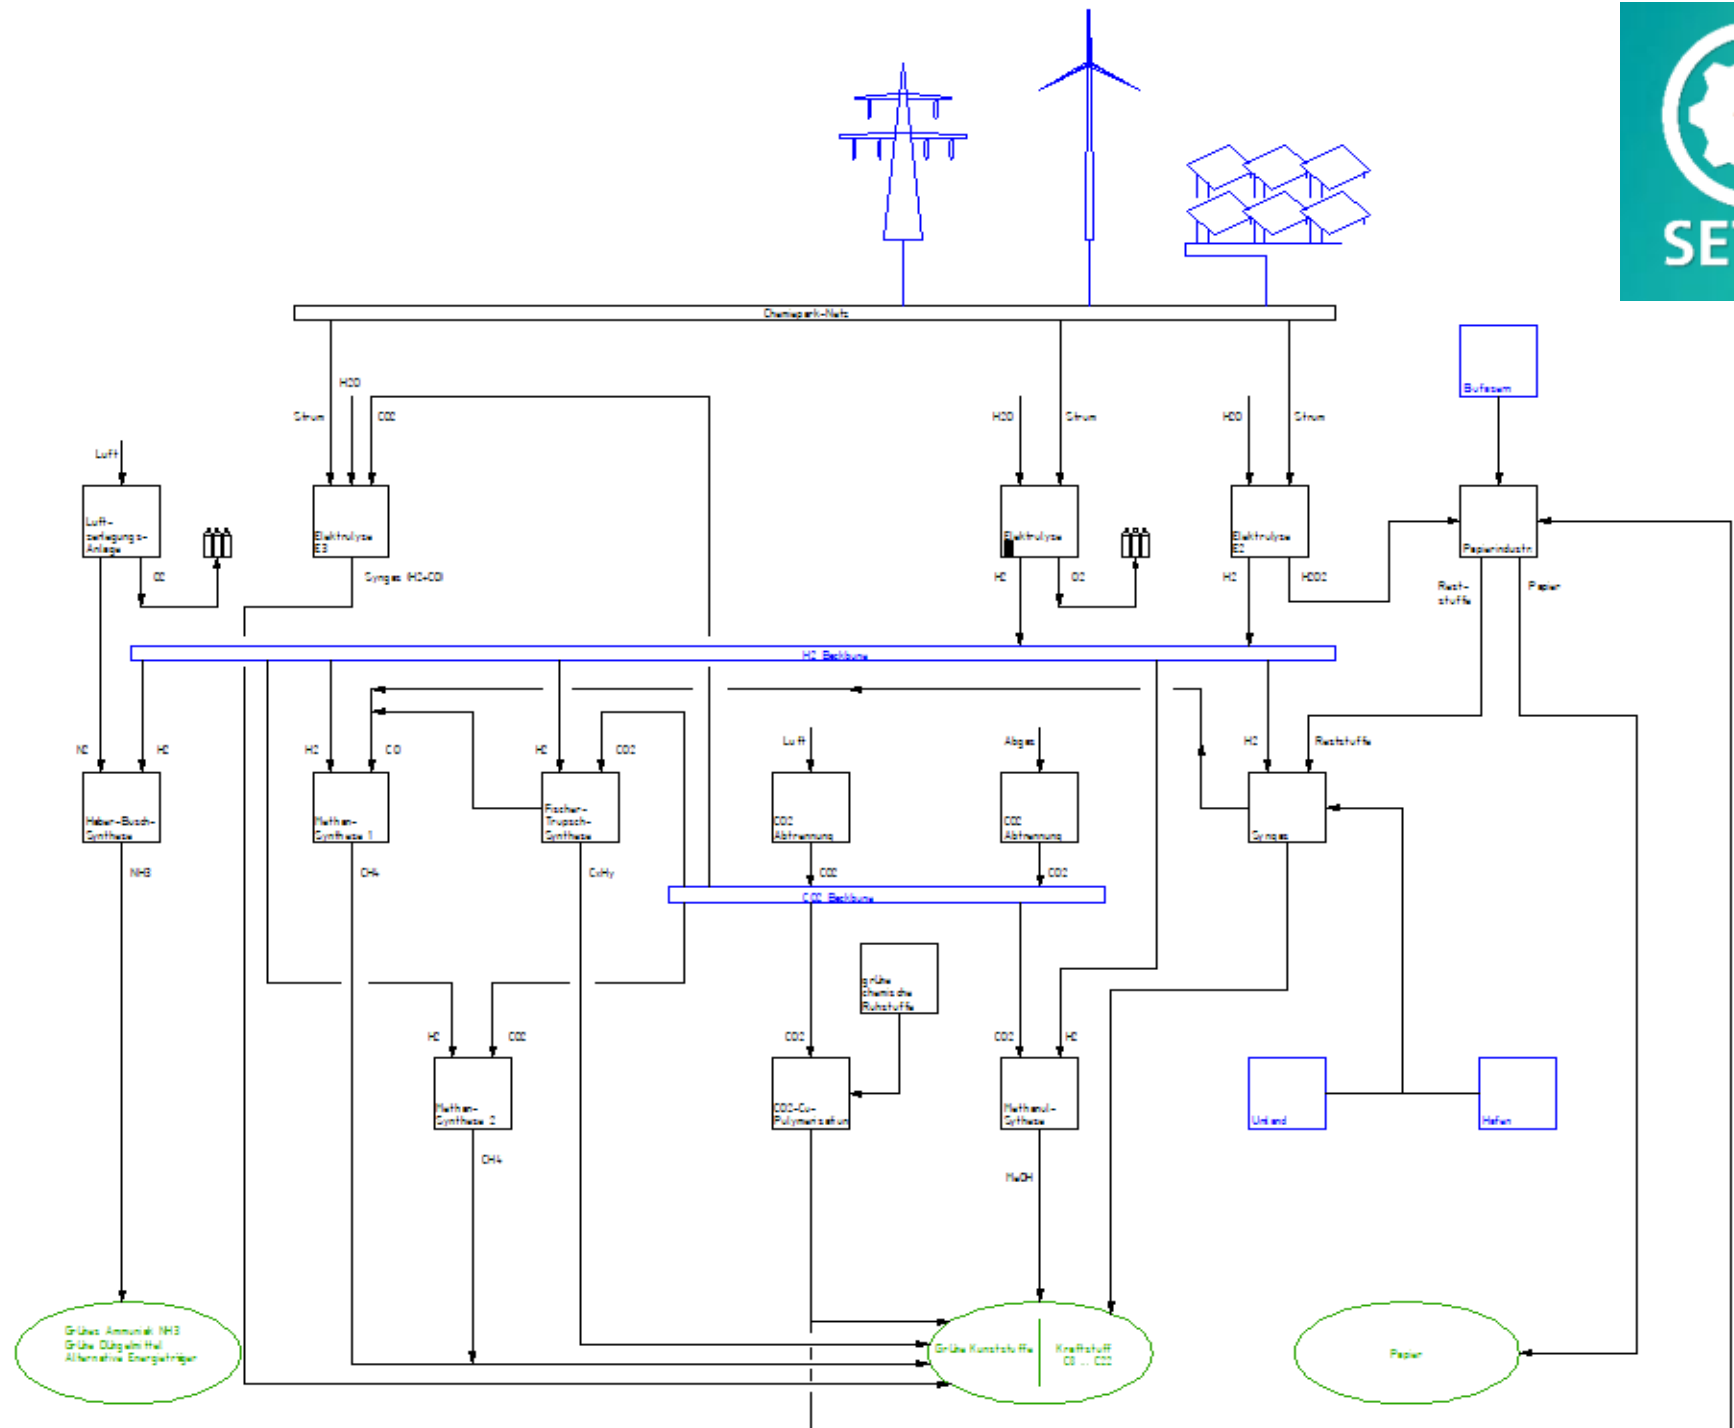 SE
Chemiepark-Netz
H2O
Strom
CO2
H2O
Strom
H2O
Strom
Luft
Luft-
zerlegungs-
Anlage
Elektrolyse
E3
Elektrolyse
Elektrolyse
E2
Papierindustri
O2
Syngas (H2+CO)
H2
O2
H2
H2O2
Rest-
stoffe
Papier
H2 Backbone
N2
H2
H2
CO
H2
CO2
Luft
Abgas
H2
Reststoffe
Haber-Bosch-
Synthese
Methan-
Synthese 1
Fischer-
Tropsch-
Synthese
CO2
Abtrennung
CO2
Abtrennung
Syngas
NH3
CH4
CxHy
CO2
CO2
CO2 Backbone
grüne
chemische
Rohstoffe
H2
CO2
CO2
CO2
H2
Methan-
Synthese 2
CO2-Co-
Polymerisation
Methanol-
Sythese
Umland
Hafen
CH4
MeOH
Grünes Ammoniak NH3
Grüne Düngemittel
Alternative Energieträger
Grüne Kunststoffe
Kraftstoff
C8 .. C22
Papier